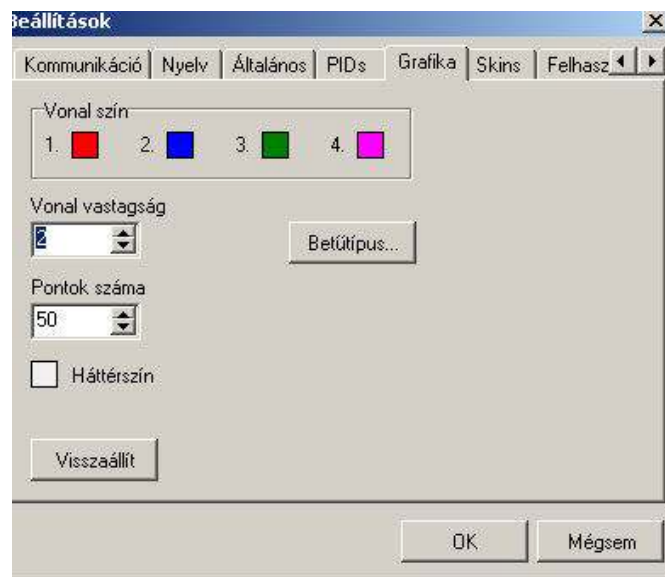 Beállítások
Kommunikáció Nyelv Általános PIDs Grafika Skins Felhasz
Vonal szín
1. 2. 3. 4.
Vonal vastagság
2
Betűtípus...
Pontok száma
50
Háttérszín
Visszaállít
OK Mégsem